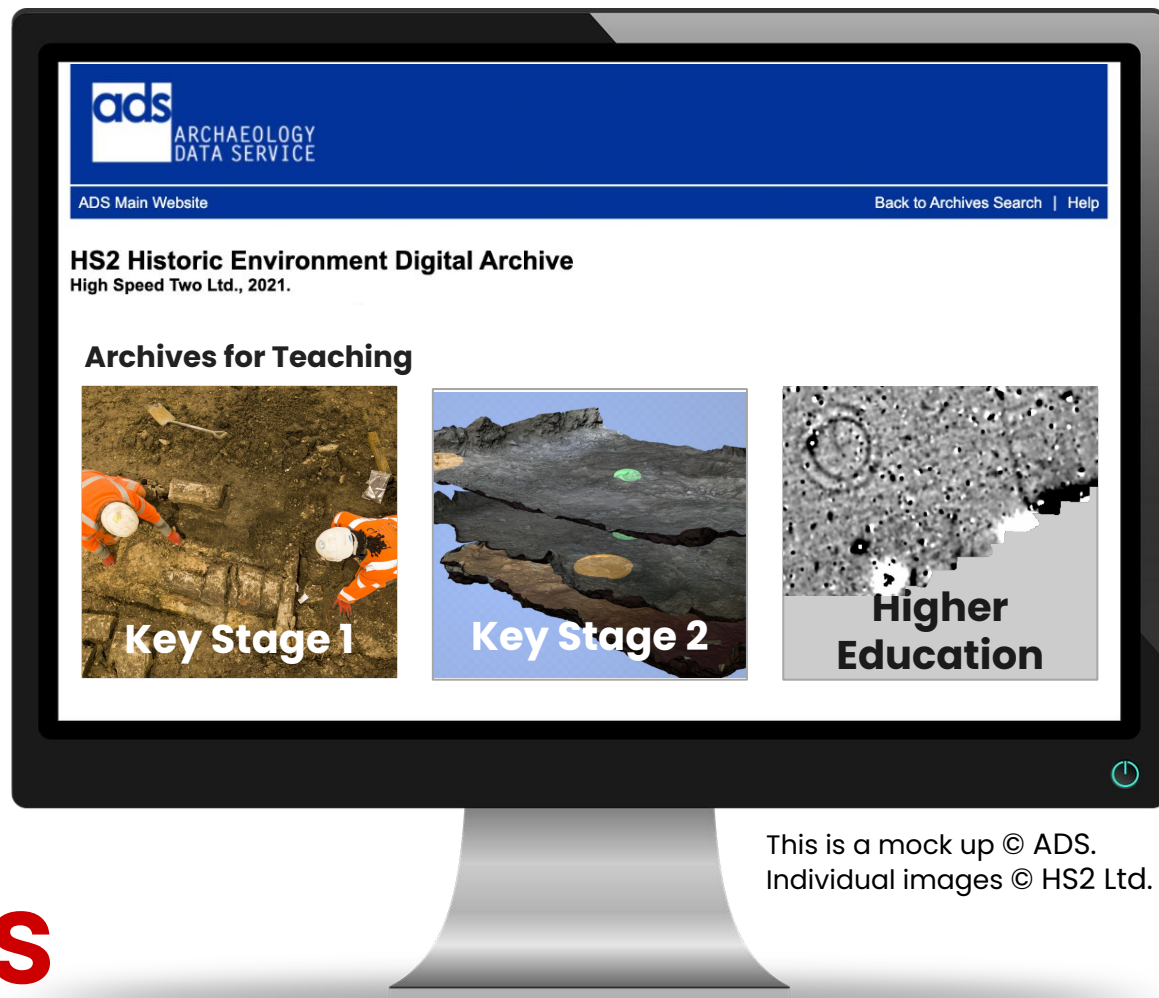 ads
ARCHAEOLOGY
DATA SERVICE
ADS Main Website
Back to Archives Search | Help
HS2 Historic Environment Digital Archive
High Speed Two Ltd., 2021.
Archives for Teaching
Key Stage 1
Key Stage 2
Higher
Education
This is a mock up © ADS.
Individual images © HS2 Ltd.
s